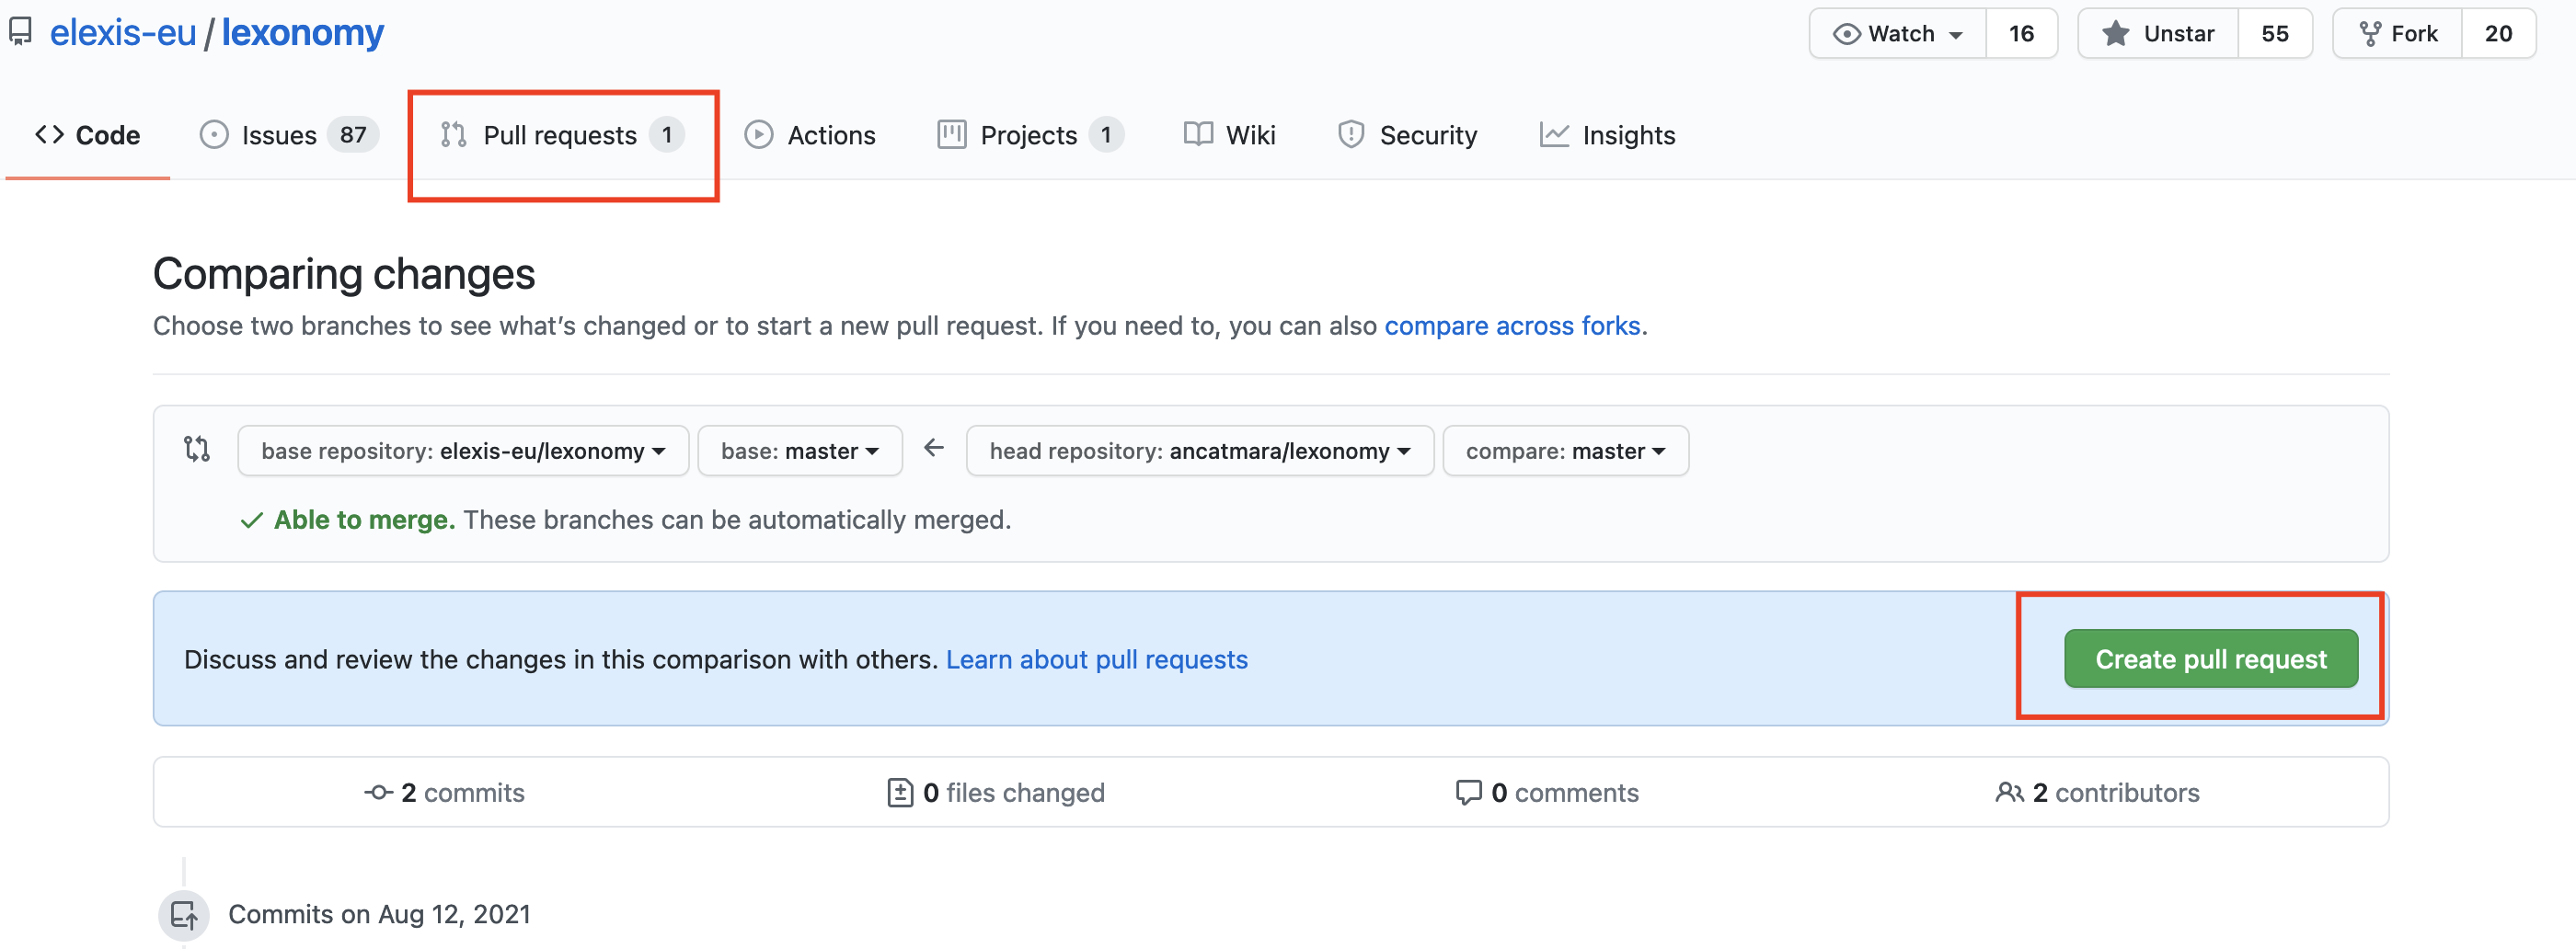 elexis-eu / lexonomy
Watch 16 Unstar 55 Fork 20
Code Issues 87 Pull requests 1 Actions Projects 1 Wiki Security Insights
Comparing changes
Choose two branches to see what’s changed or to start a new pull request. If you need to, you can also compare across forks.
base repository: elexis-eu/lexonomy base: master ← head repository: ancatmara/lexonomy compare: master
Able to merge. These branches can be automatically merged.
Discuss and review the changes in this comparison with others. Learn about pull requests Create pull request
2 commits 0 files changed 0 comments 2 contributors
Commits on Aug 12, 2021